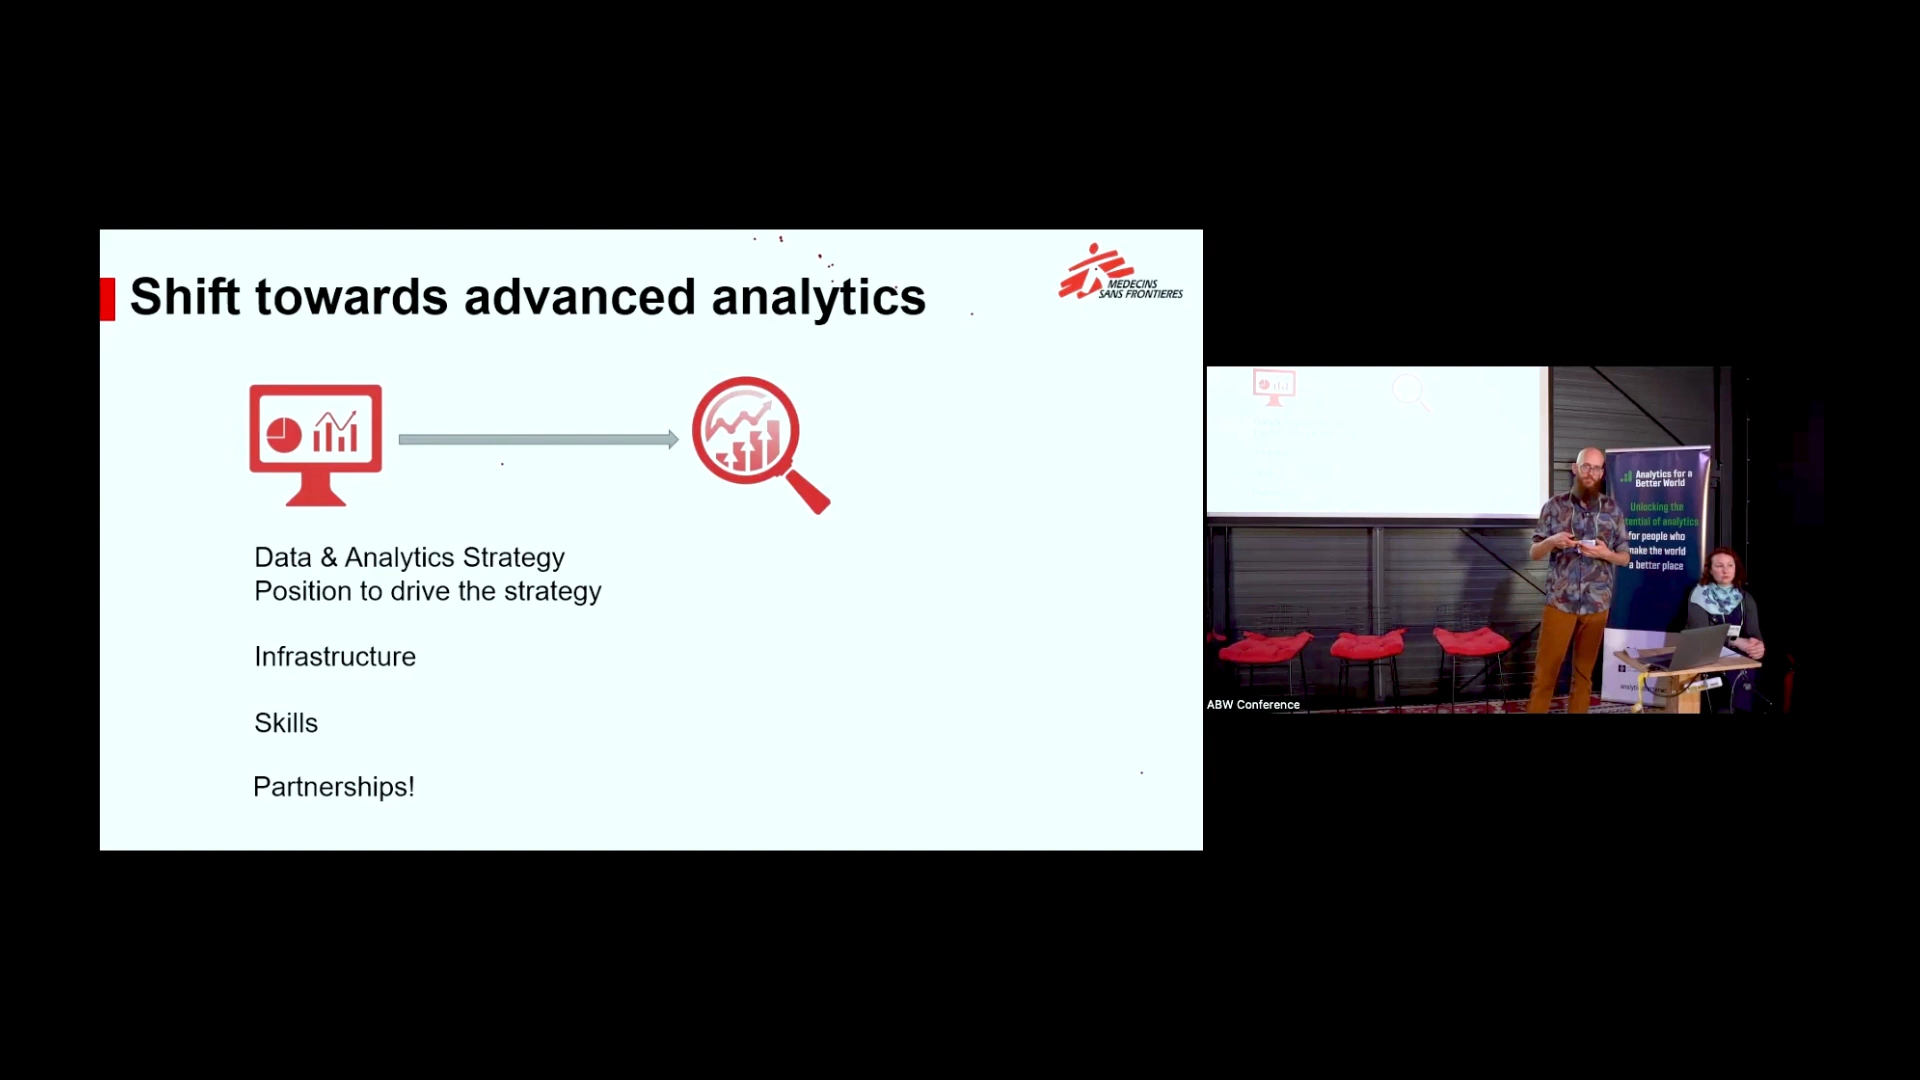 Shift towards advanced analytics
MEDECINS
SANS FRONTIERES
Data & Analytics Strategy
Position to drive the strategy
Infrastructure
Skills
Partnerships!
Analytics for a
Better World
Unlocking the
of analytics
for people who
make the world
a better place
ABW Conference